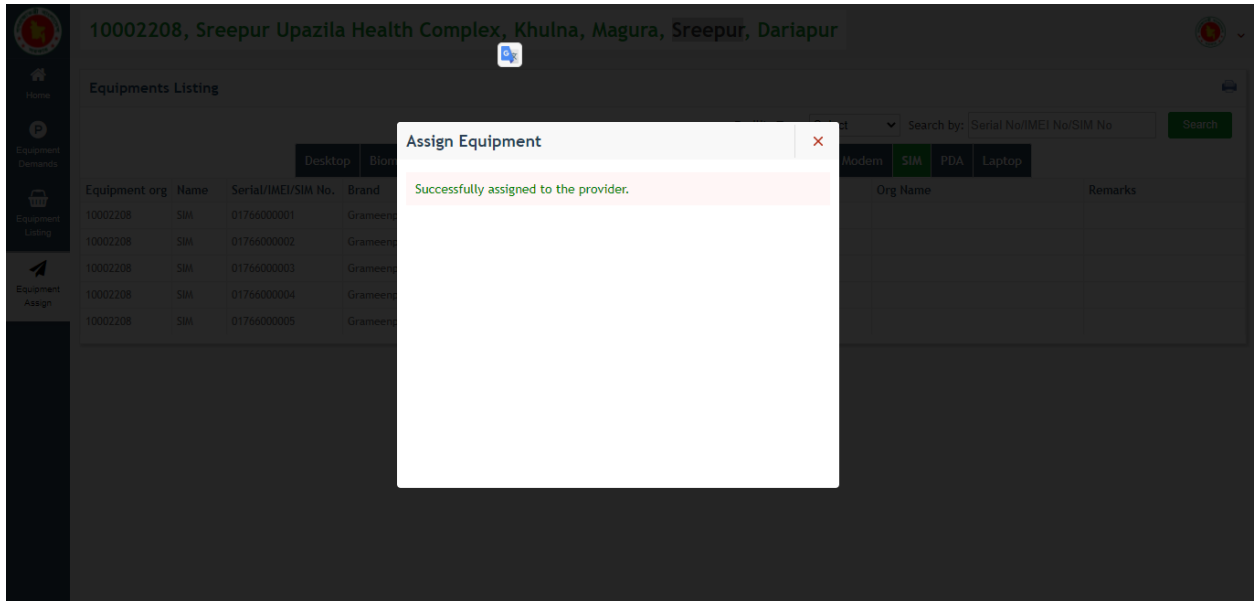 10002208, Sreepur Upazila Health Complex, Khulna, Magura, Sreepur, Dariapur
Home
Equipments Listing
Equipment Demands
Search by: Serial No/IMEI No/SIM No Search
Assign Equipment ×
Desktop Modem SIM PDA Laptop
Successfully assigned to the provider.
Equipment org Name Serial/IMEI/SIM No. Brand Org Name Remarks
10002208 SIM 01766000001
10002208 SIM 01766000002
10002208 SIM 01766000003
10002208 SIM 01766000004
10002208 SIM 01766000005
Equipment Listing
Equipment Assign